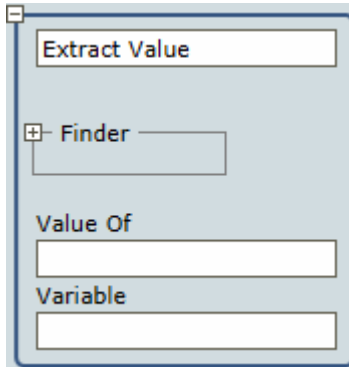 Extract Value
Finder
Value Of
Variable